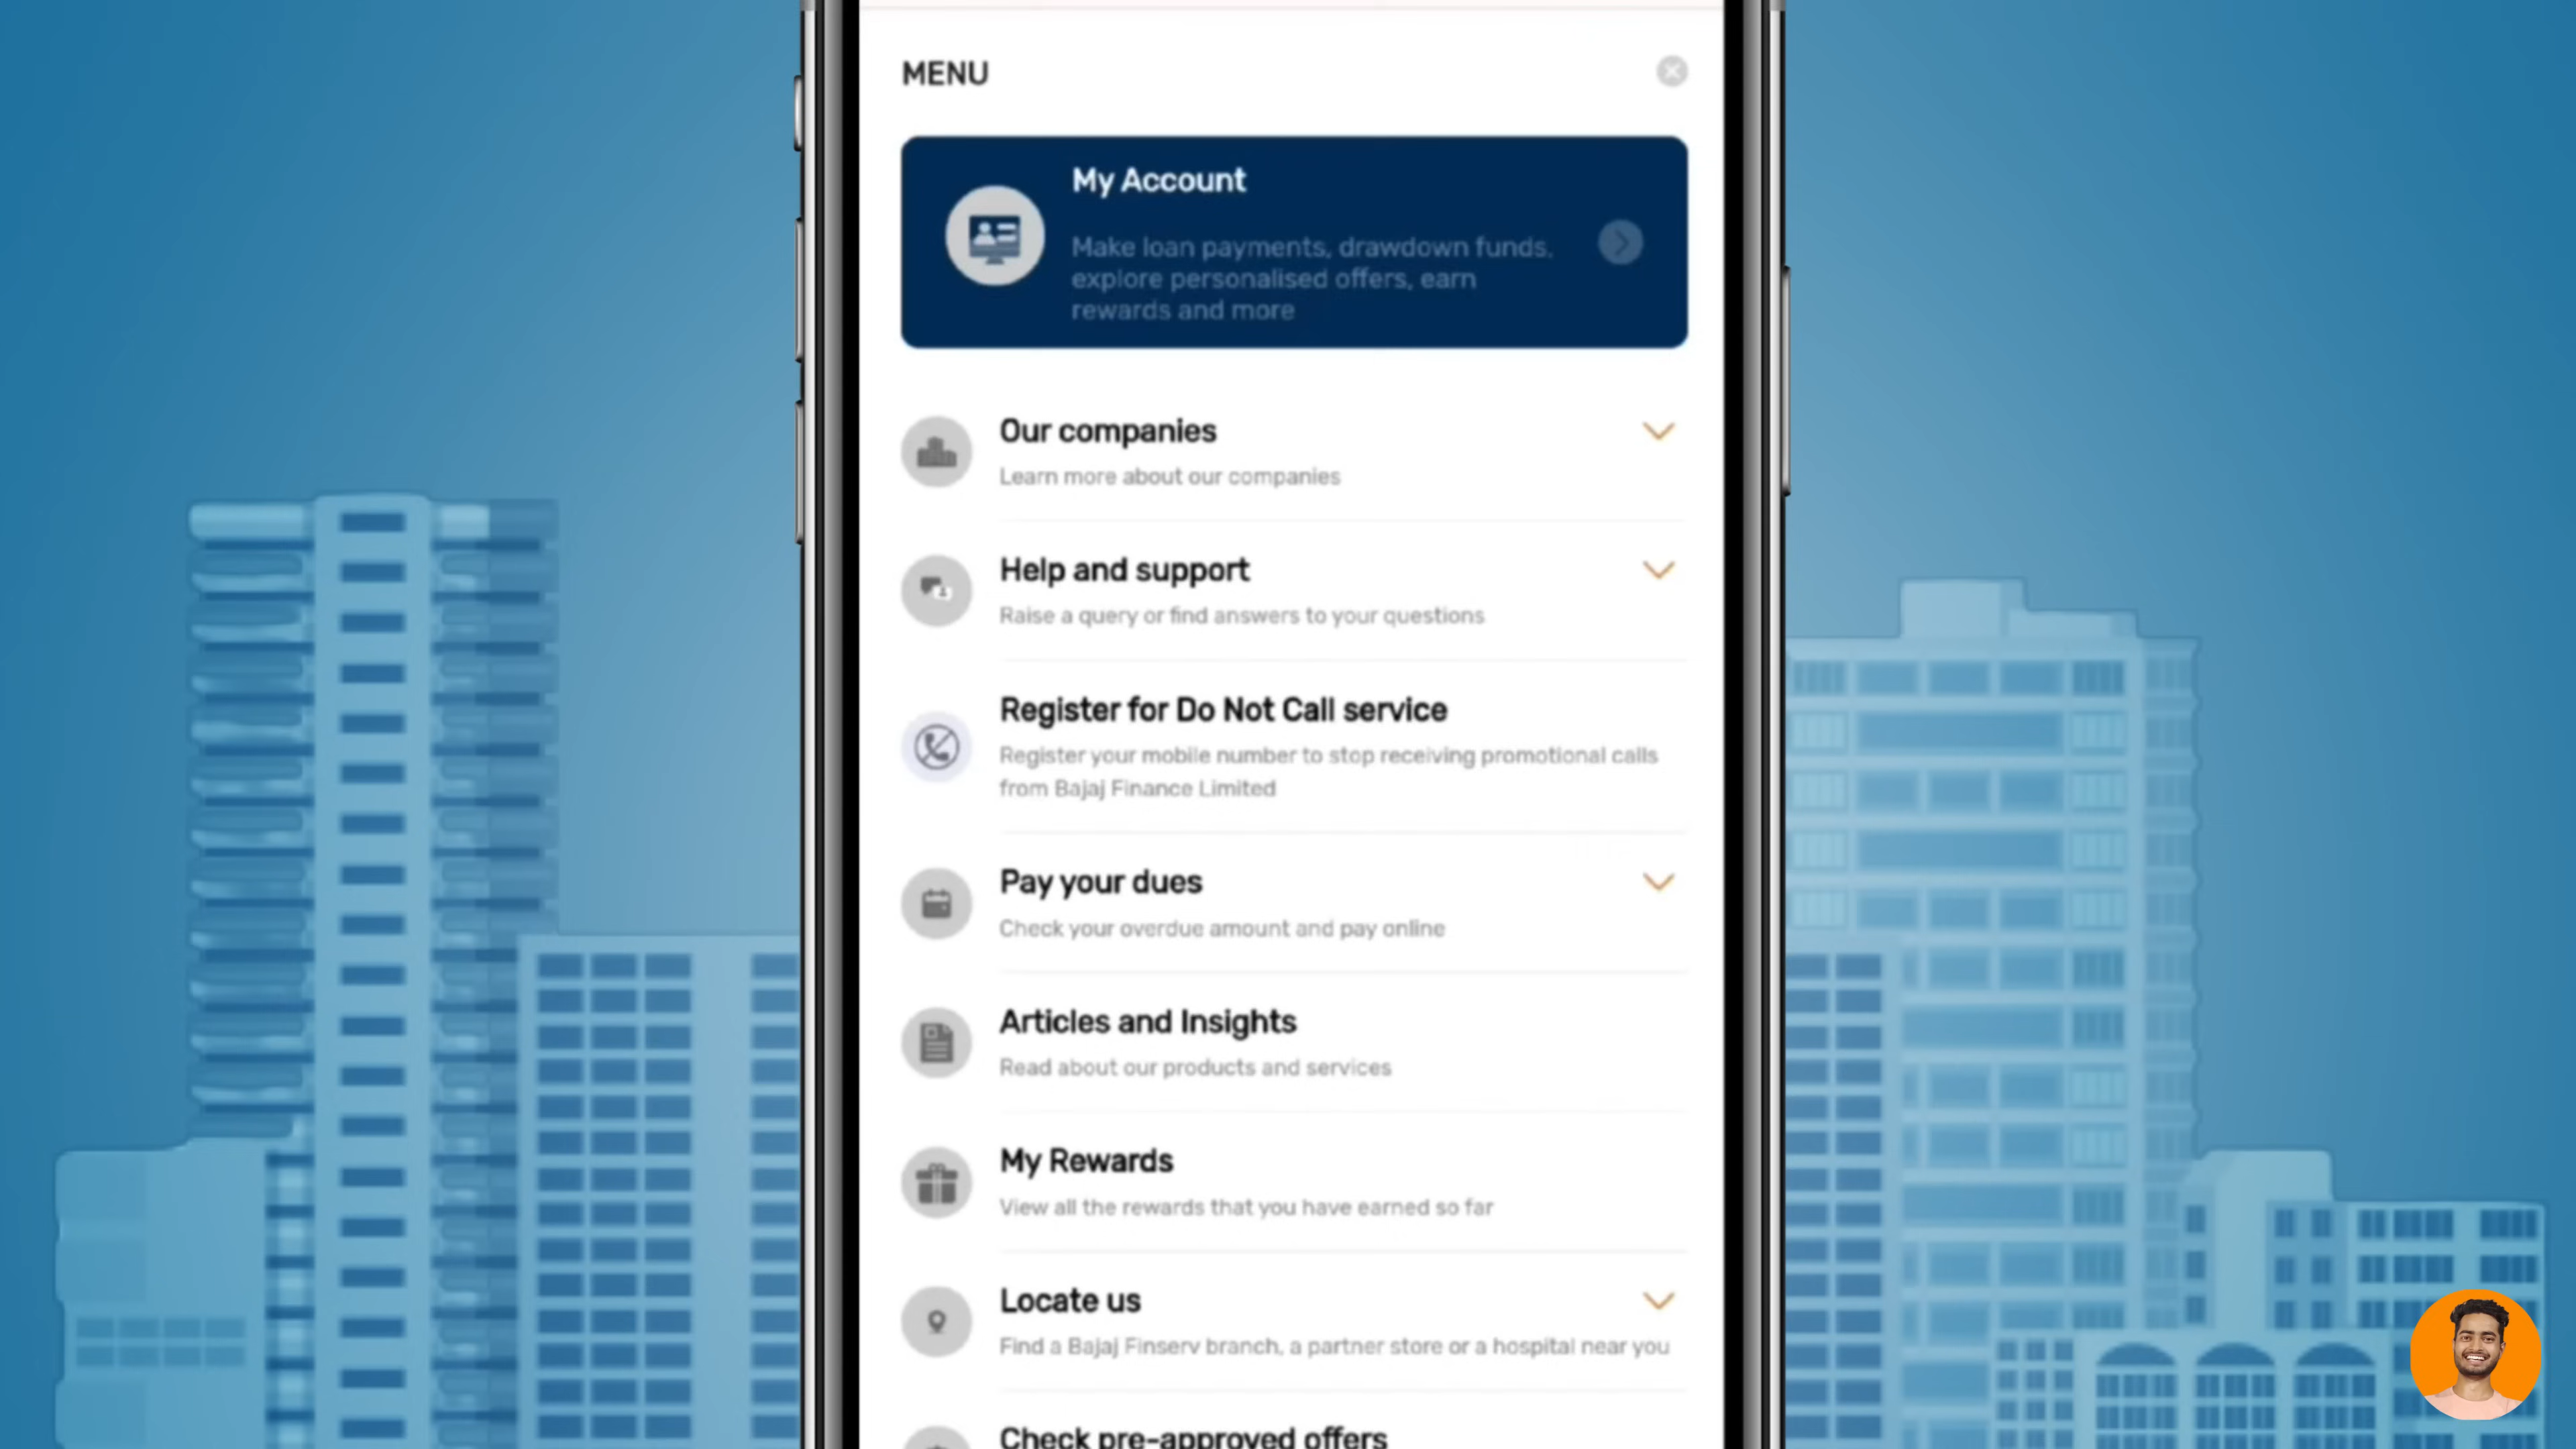 MENU
My Account
Make loan payments, drawdown funds,
explore personalised offers, earn
rewards and more
Our companies
Learn more about our companies
Help and support
Raise a query or find answers to your questions
Register for Do Not Call service
Register your mobile number to stop receiving promotional calls
from Bajaj Finance Limited
Pay your dues
Check your overdue amount and pay online
Articles and Insights
Read about our products and services
My Rewards
View all the rewards that you have earned so far
Locate us
Find a Bajaj Finserv branch, a partner store or a hospital near you
Check pre-approved offers